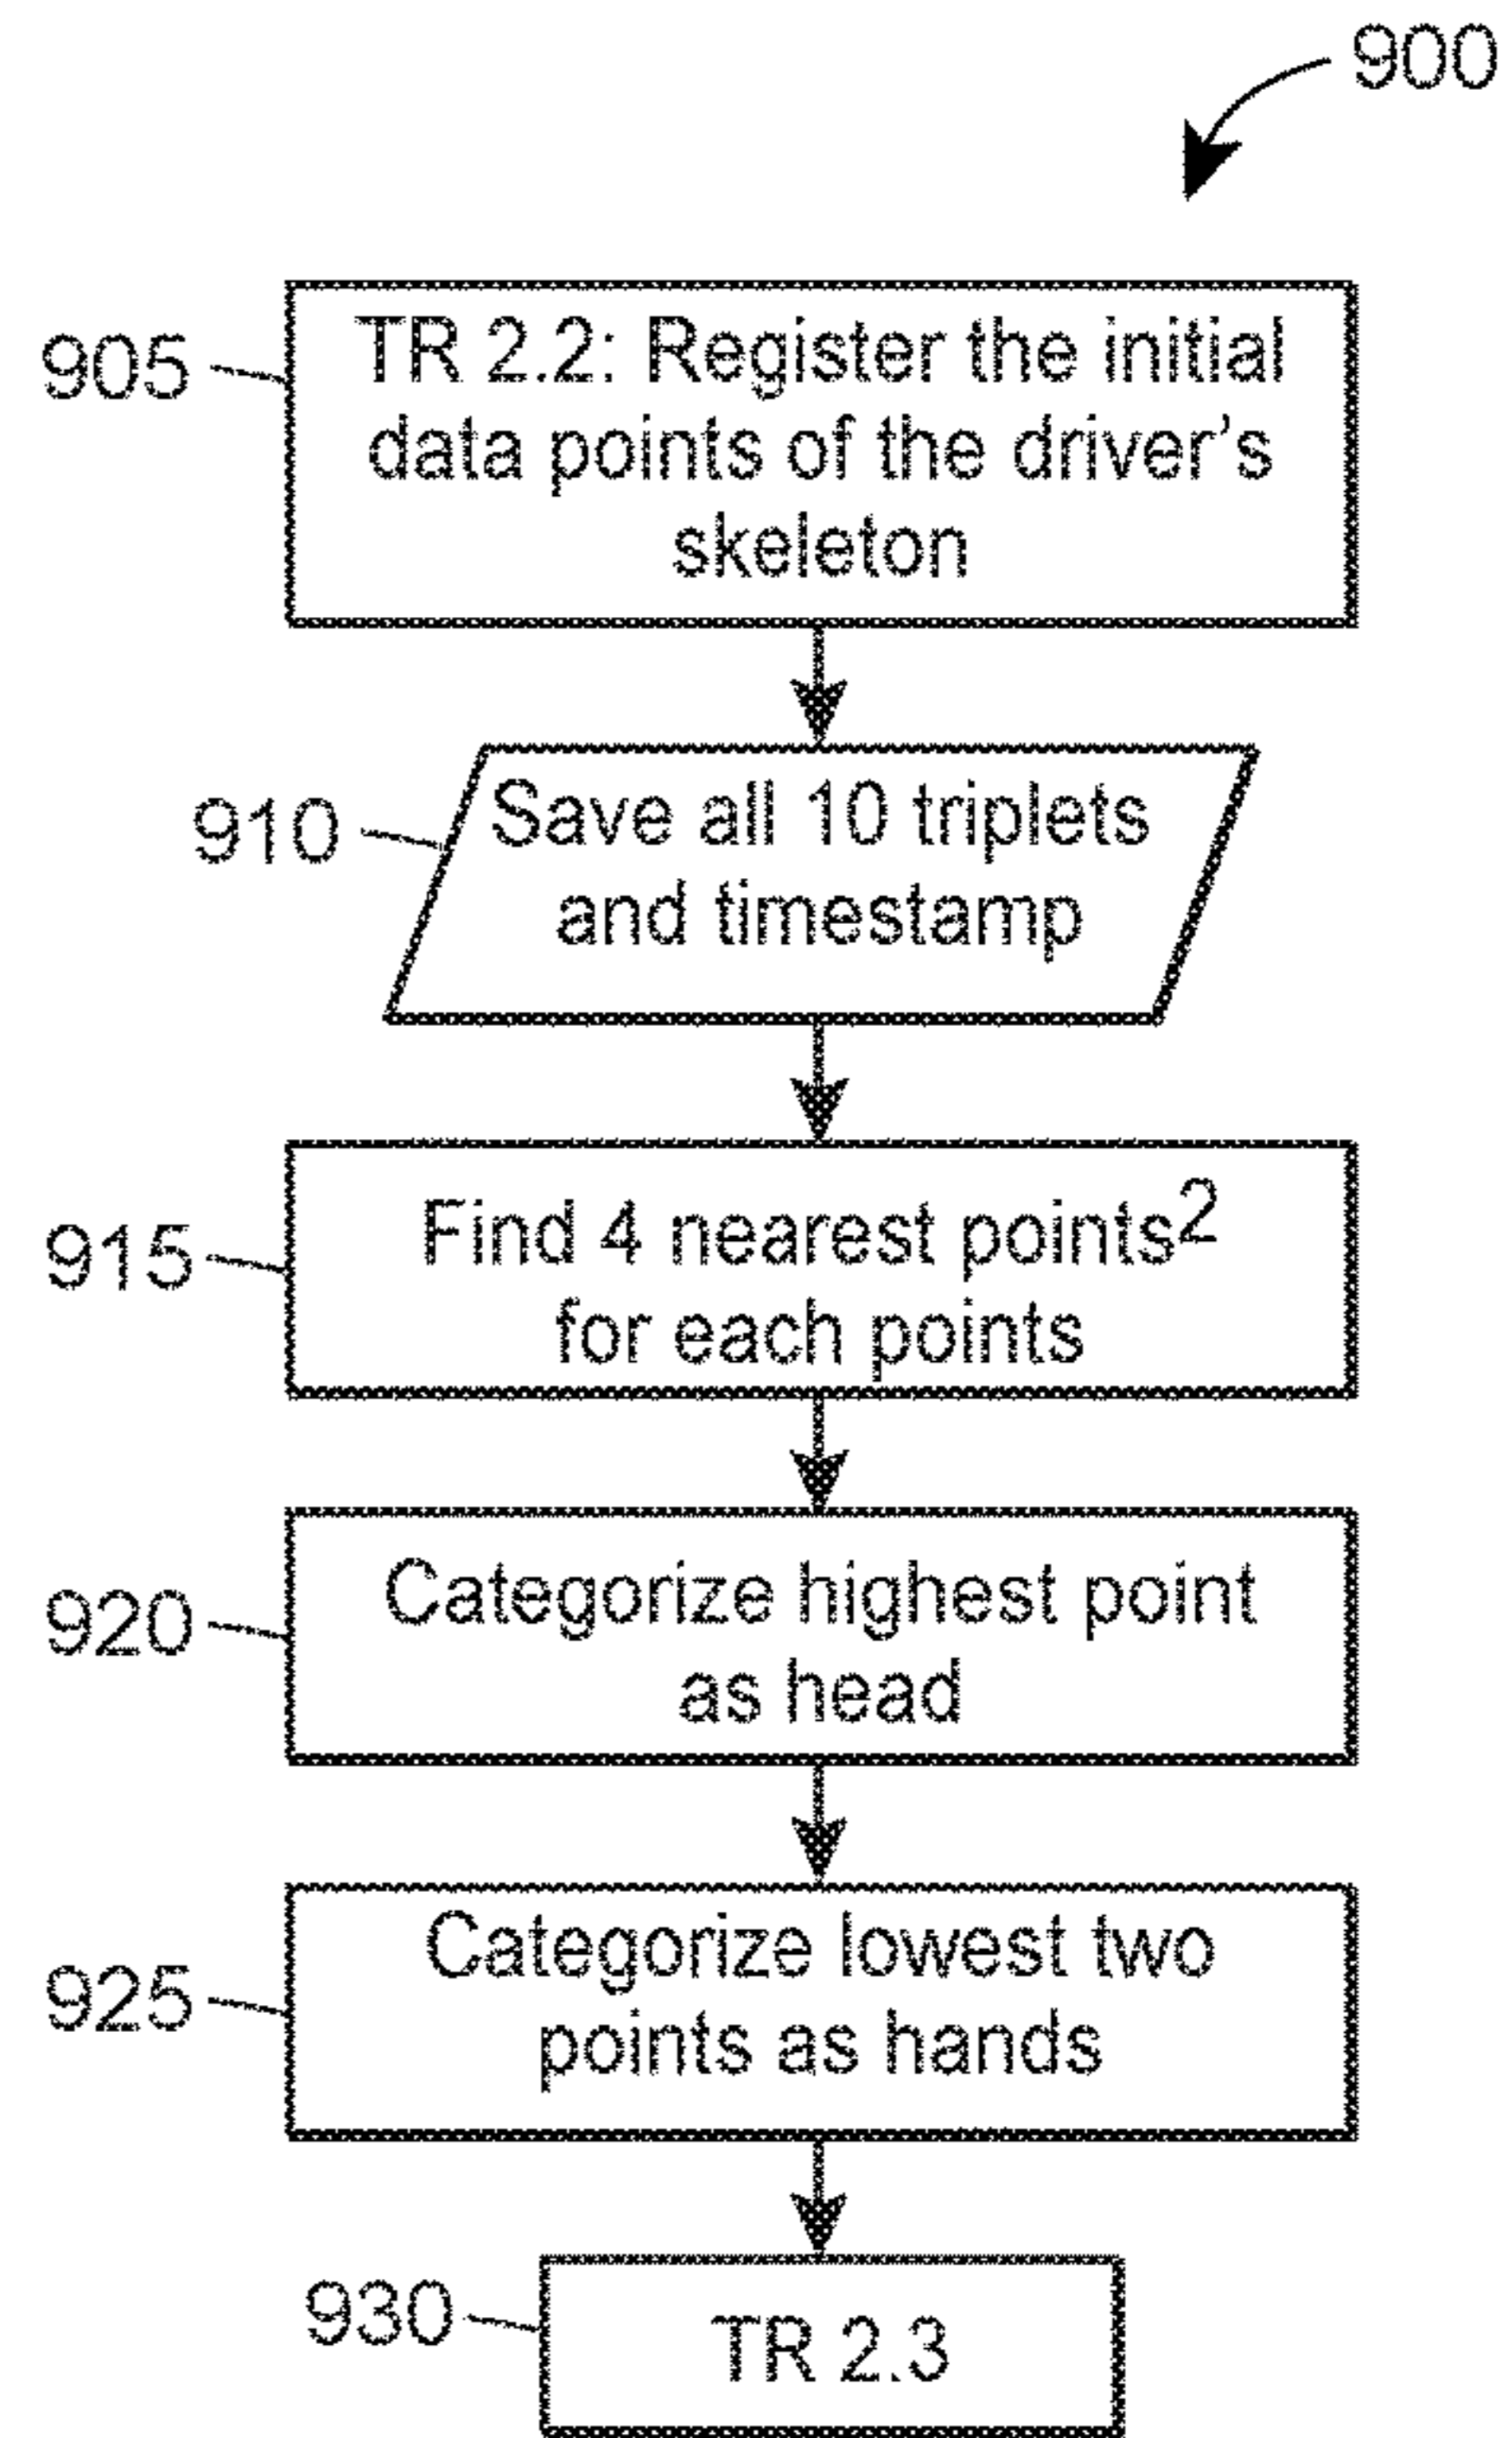 900
905
TR 2.2: Register the initial
data points of the driver's
skeleton
910
Save all 10 triplets
and timestamp
915
Find 4 nearest points2
for each points
920
Categorize highest point
as head
925
Categorize lowest two
points as hands
930
TR 2.3